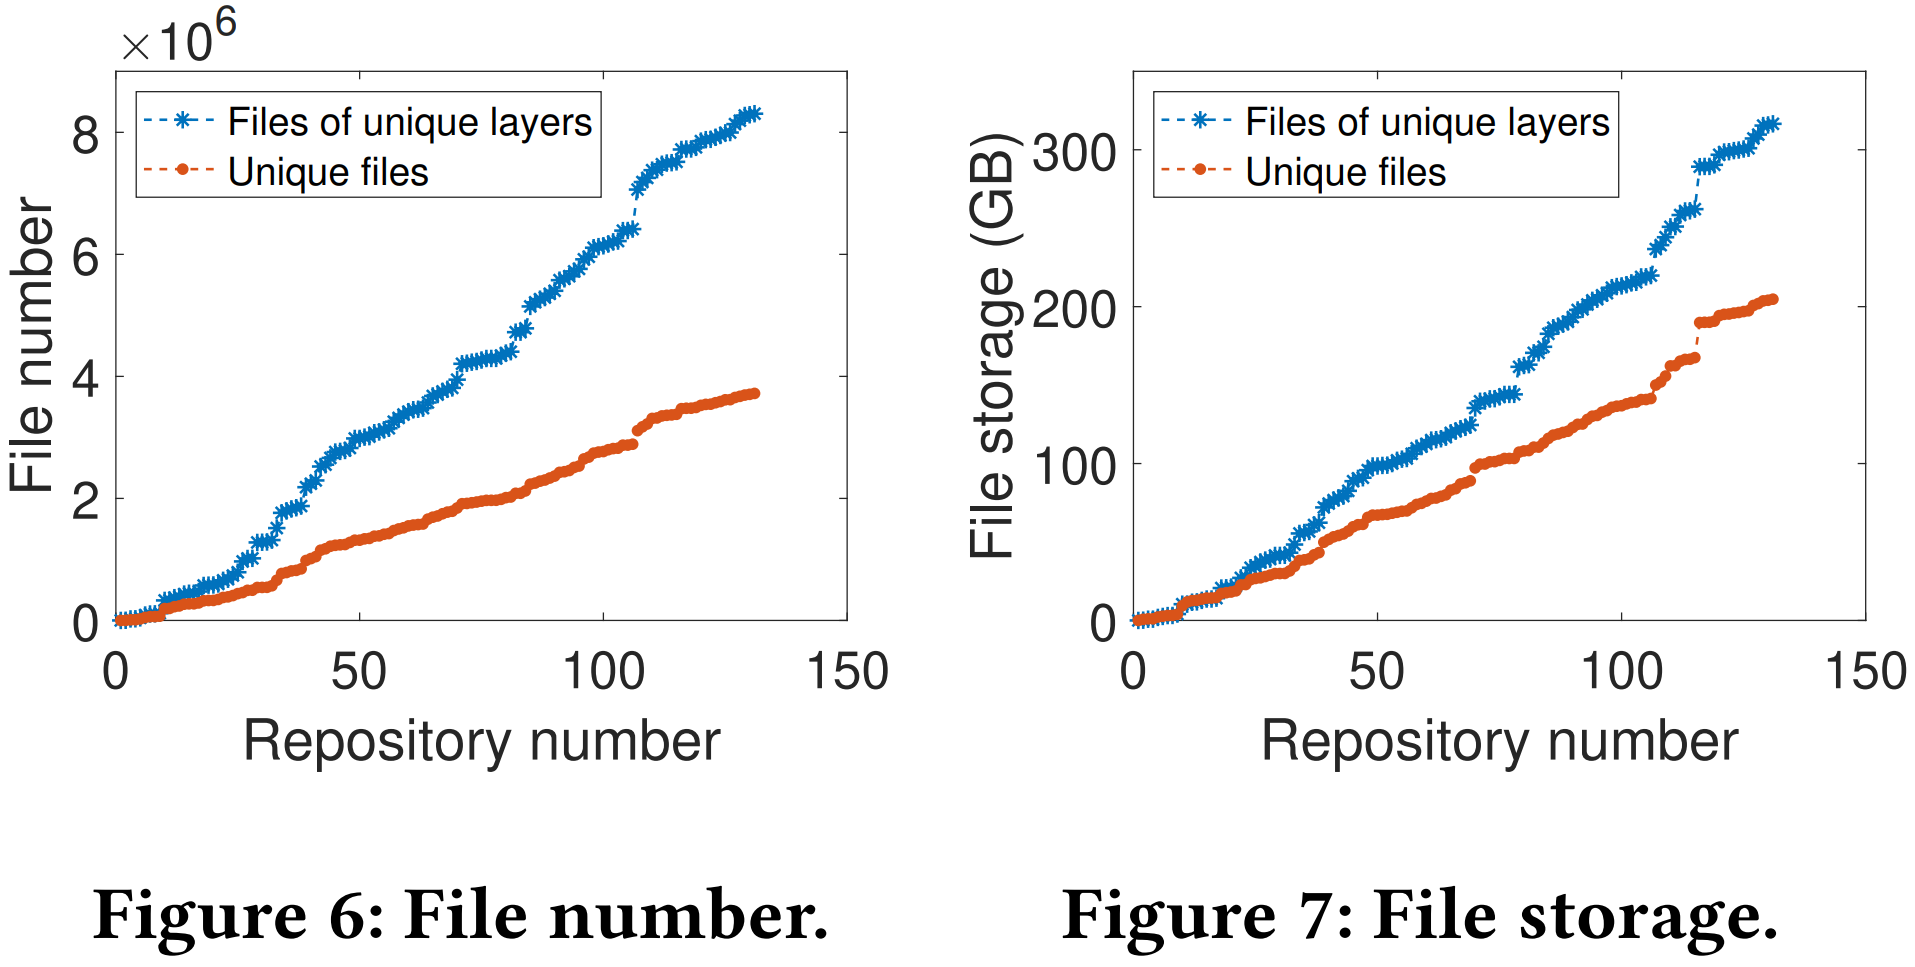 ×10^6
Files of unique layers
Unique files
8
6
4
2
0
File number
0 50 100 150
Repository number
Figure 6: File number.
Files of unique layers
Unique files
300
200
100
0
File storage (GB)
0 50 100 150
Repository number
Figure 7: File storage.